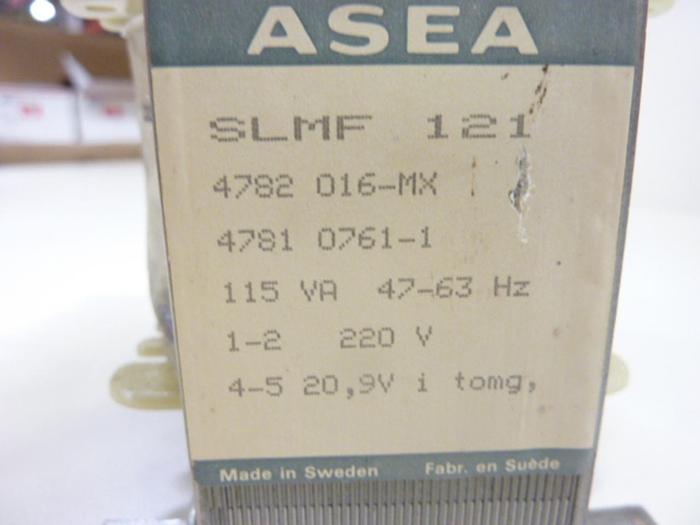 ASEA
SLMF 121
4782 016-MX
4781 0761-1
115 VA 47-63 Hz
1-2 220 V
4-5 20,9V i tomg,
Made in Sweden Fabr. en Suède